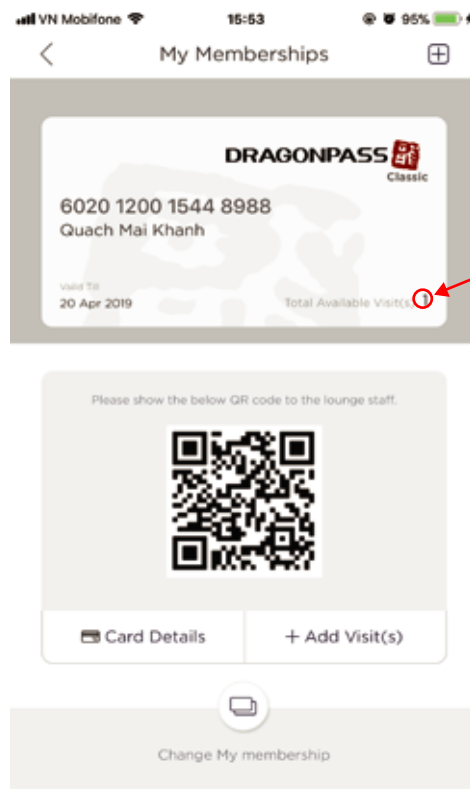 VN Mobifone 15:53 95%
My Memberships
DRAGONPASS
Classic
6020 1200 1544 8988
Quach Mai Khanh
Valid Till
20 Apr 2019 Total Available Visit(s) 1
Please show the below QR code to the lounge staff.
Card Details + Add Visit(s)
Change My membership